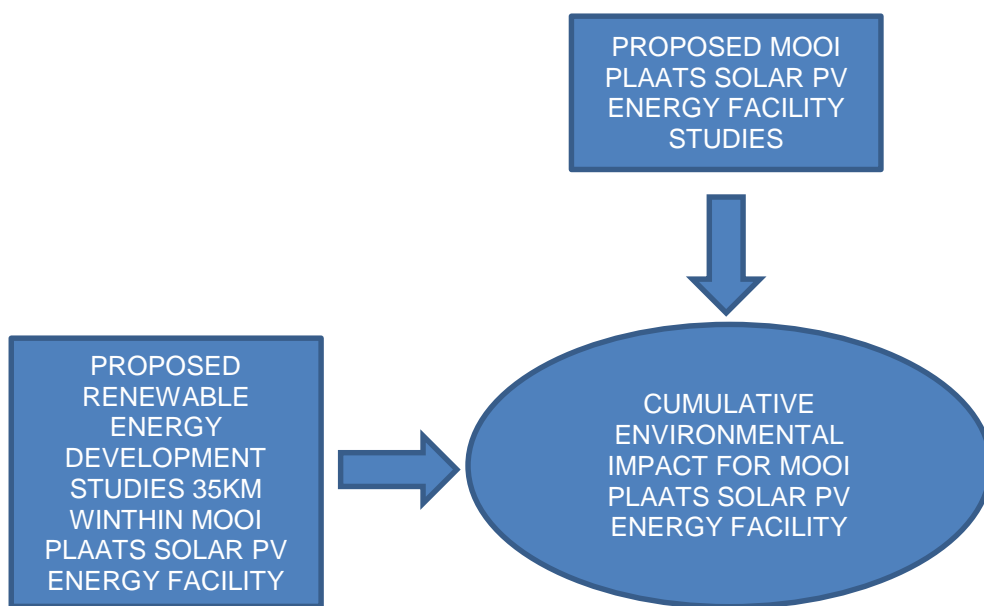 PROPOSED MOOI
PLAATS SOLAR PV
ENERGY FACILITY
STUDIES
PROPOSED
RENEWABLE
ENERGY
DEVELOPMENT
STUDIES 35KM
WINTHIN MOOI
PLAATS SOLAR PV
ENERGY FACILITY
CUMULATIVE
ENVIRONMENTAL
IMPACT FOR MOOI
PLAATS SOLAR PV
ENERGY FACILITY